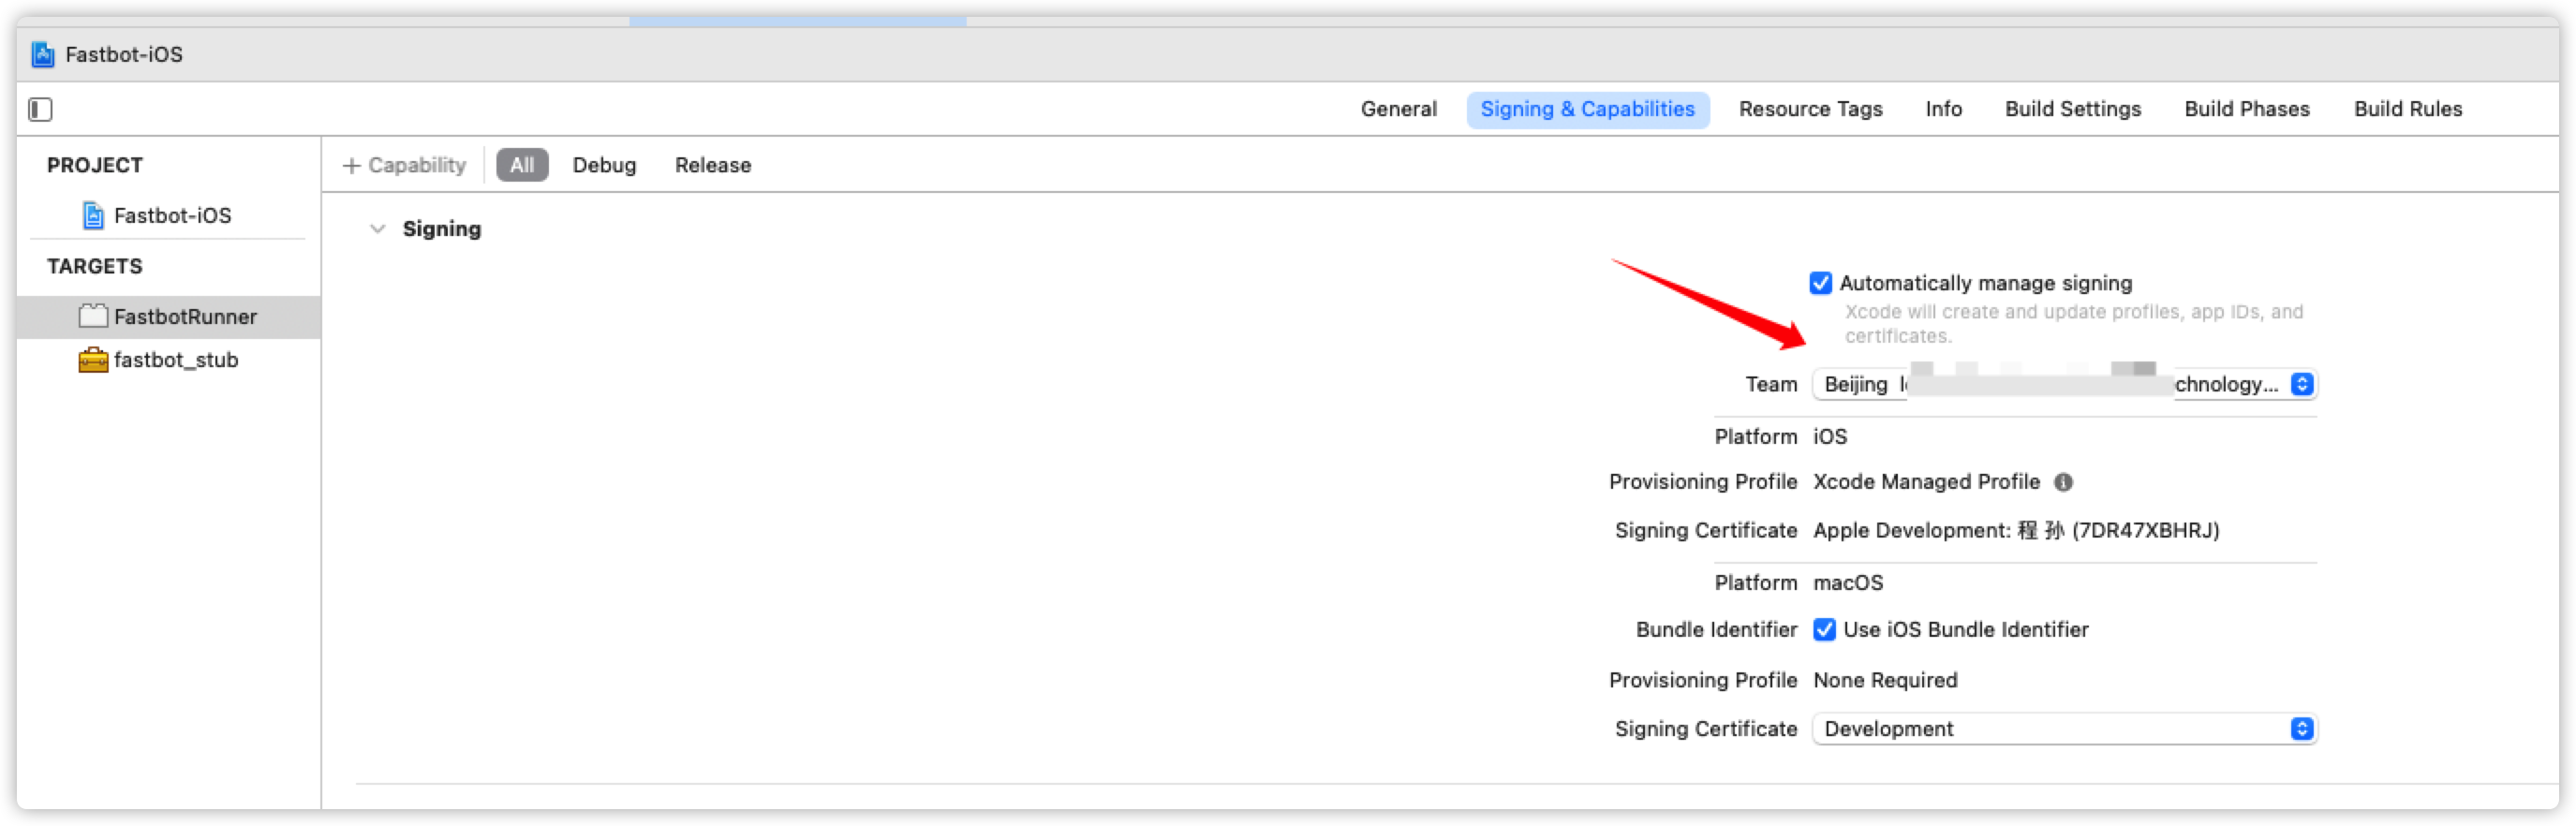 Fastbot-iOS
General Signing & Capabilities Resource Tags Info Build Settings Build Phases Build Rules
PROJECT
Fastbot-iOS
TARGETS
FastbotRunner
fastbot_stub
+ Capability All Debug Release
Signing
Automatically manage signing
Xcode will create and update profiles, app IDs, and
certificates.
Team Beijing chnology...
Platform iOS
Provisioning Profile Xcode Managed Profile
Signing Certificate Apple Development: 程 孙 (7DR47XBHRJ)
Platform macOS
Bundle Identifier Use iOS Bundle Identifier
Provisioning Profile None Required
Signing Certificate Development